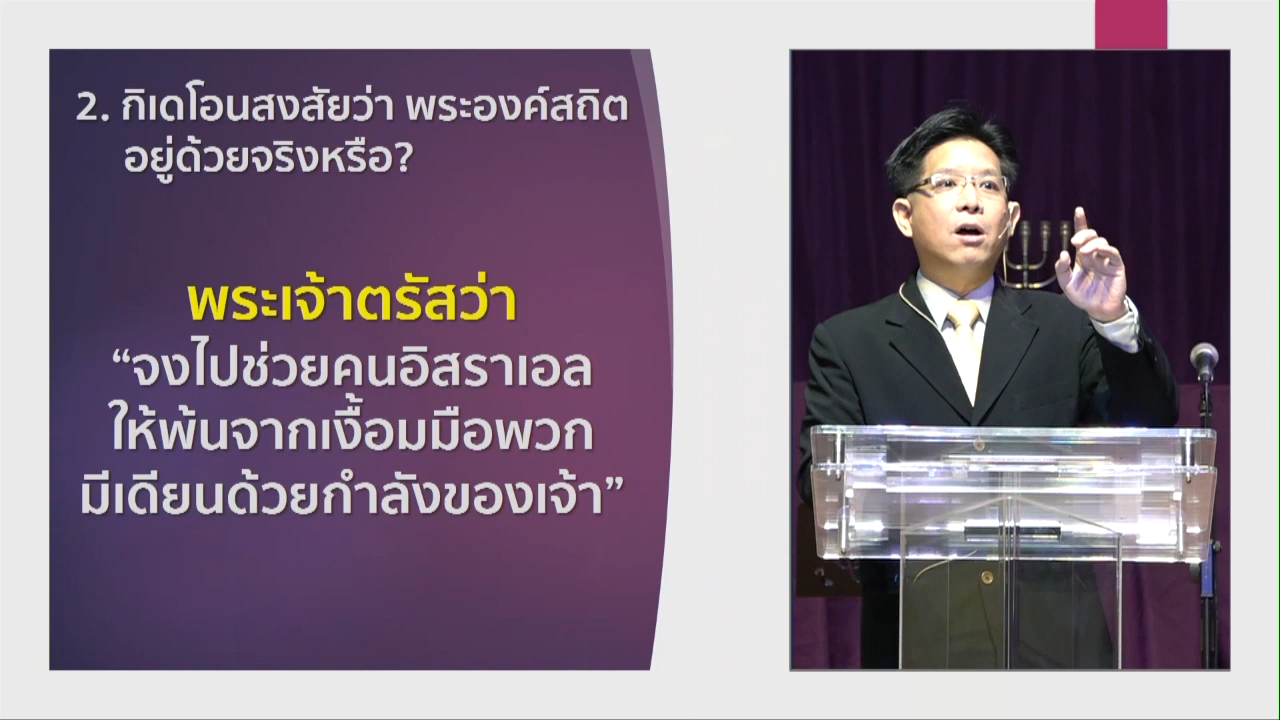 2. กิเดโอนสงสัยว่า พระองค์สถิต
อยู่ด้วยจริงหรือ?
พระเจ้าตรัสว่า
“จงไปช่วยคนอิสราเอล
ให้พ้นจากเงื้อมมือพวก
มีเดียนด้วยกำลังของเจ้า”